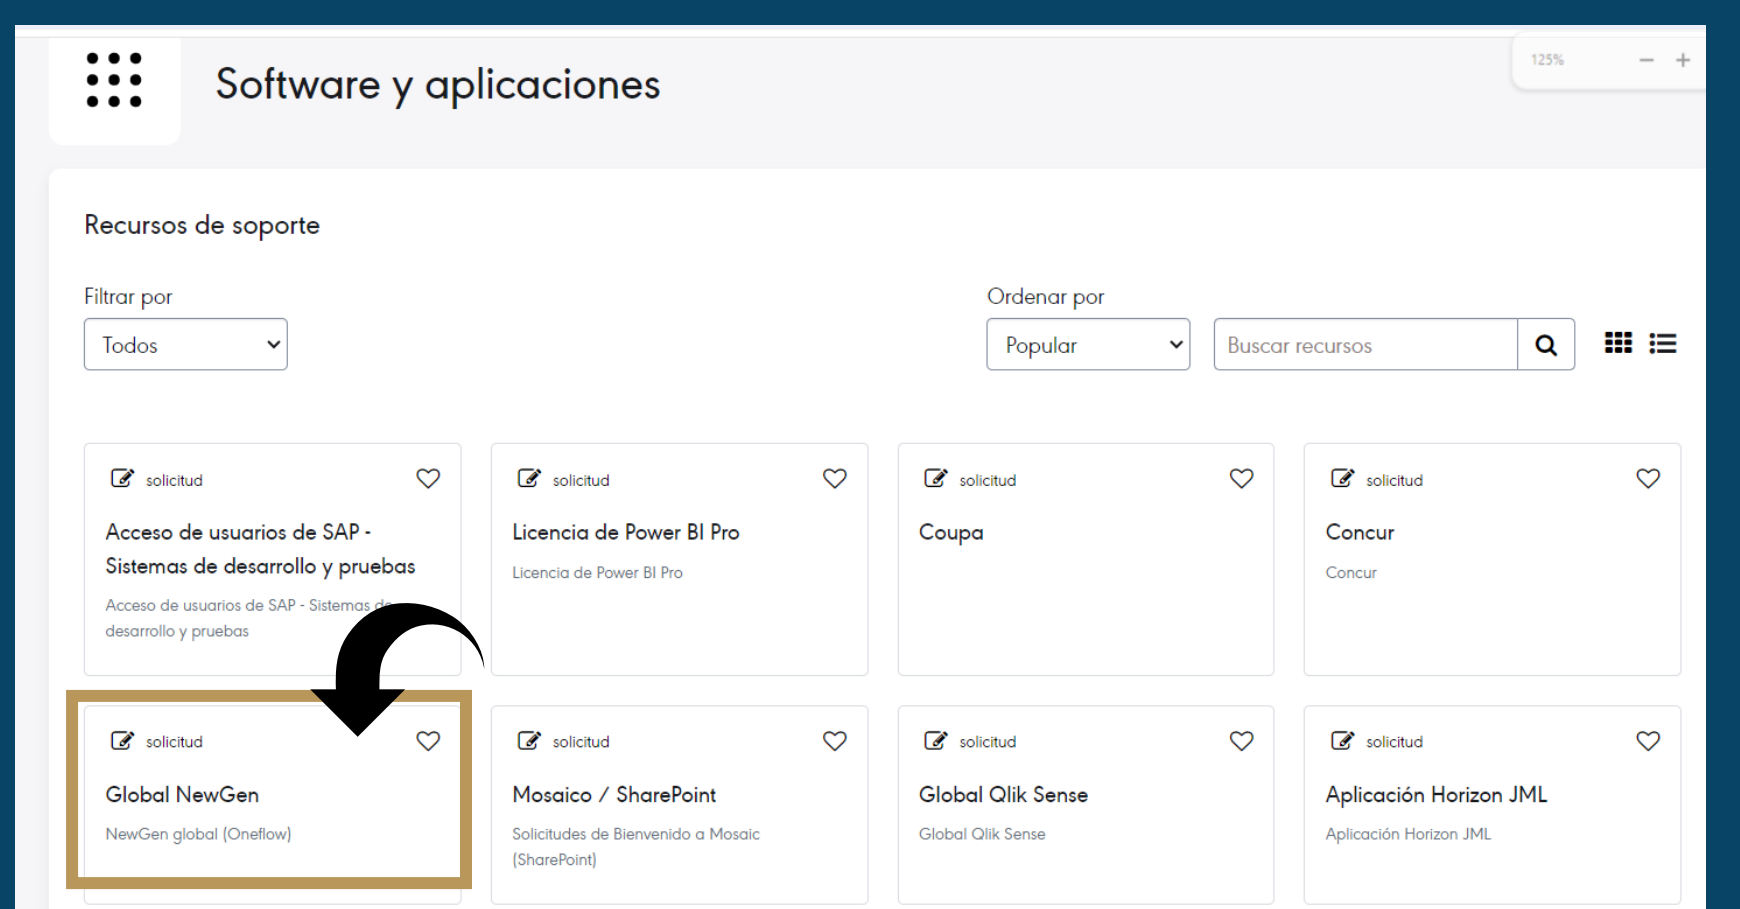 125%
Software y aplicaciones
Recursos de soporte
Filtrar por
Ordenar por
Todos
Popular
Buscar recursos
solicitud
Acceso de usuarios de SAP -
Sistemas de desarrollo y pruebas
Acceso de usuarios de SAP - Sistemas de
desarrollo y pruebas
solicitud
Licencia de Power BI Pro
Licencia de Power BI Pro
solicitud
Coupa
solicitud
Concur
Concur
solicitud
Global NewGen
NewGen global (Oneflow)
solicitud
Mosaico / SharePoint
Solicitudes de Bienvenido a Mosaic
(SharePoint)
solicitud
Global Qlik Sense
Global Qlik Sense
solicitud
Aplicación Horizon JML
Aplicación Horizon JML